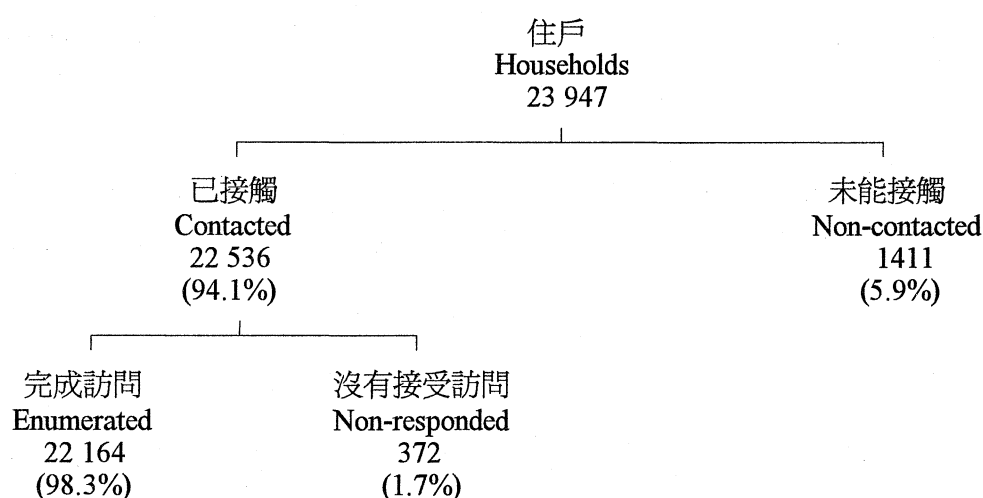 住戶
Households
23 947
已接觸
Contacted
22 536
(94.1%)
未能接觸
Non-contacted
1411
(5.9%)
完成訪問
Enumerated
22 164
(98.3%)
沒有接受訪問
Non-responded
372
(1.7%)